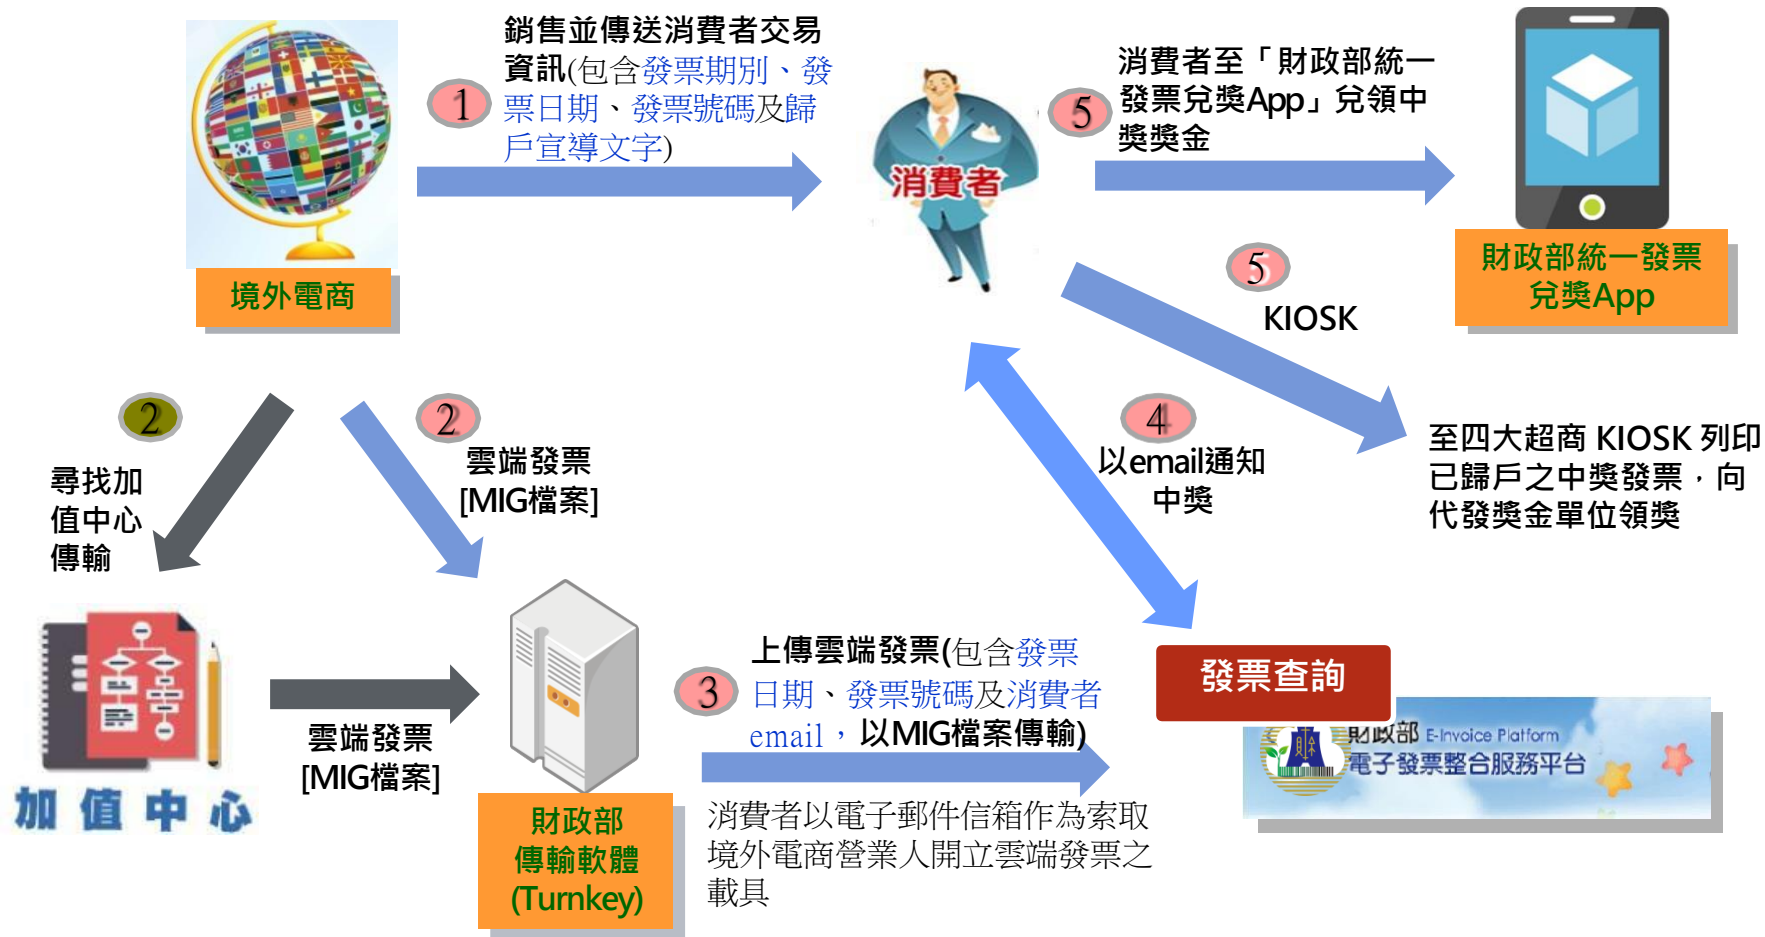 1
銷售並傳送消費者交易
資訊(包含發票期別、發
票日期、發票號碼及歸
戶宣導文字)
境外電商
消費者
5
消費者至「財政部統一
發票兌獎App」兌領中
獎獎金
財政部統一發票
兌獎App
5
KIOSK
至四大超商 KIOSK 列印
已歸戶之中獎發票，向
代發獎金單位領獎
2
尋找加
值中心
傳輸
2
雲端發票
[MIG檔案]
4
以email通知
中獎
加值中心
雲端發票
[MIG檔案]
財政部
傳輸軟體
(Turnkey)
3
上傳雲端發票(包含發票
日期、發票號碼及消費者
email，以MIG檔案傳輸)
消費者以電子郵件信箱作為索取
境外電商營業人開立雲端發票之
載具
發票查詢
財政部 E-Invoice Platform
電子發票整合服務平台